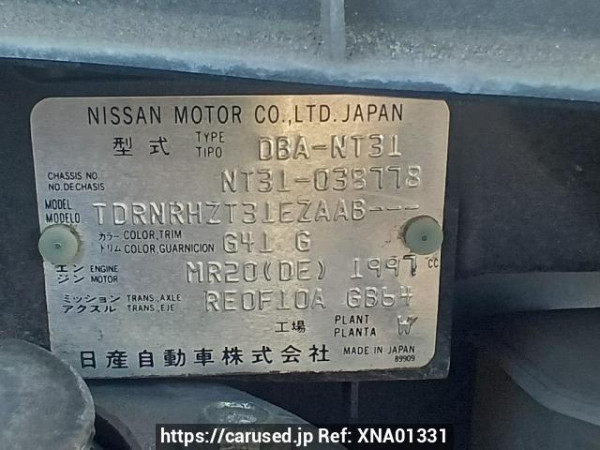 NISSAN MOTOR CO.,LTD. JAPAN
型式 TYPE TIPO DBA-NT31
CHASSIS NO NO.DE CHASIS NT31-038778
MODEL MODELO TDRNRHZT31EZAAB---
カラー COLOR,TRIM トリム COLOR GUARNICION G41 G
エンジン ENGINE MOTOR MR20(DE) 1997 CC
ミッション TRANS.AXLE アクスル TRANS.EJE RE0F10A GB64
工場 PLANT PLANTA W
日産自動車株式会社 MADE IN JAPAN
89909
https://carused.jp Ref: XNA01331